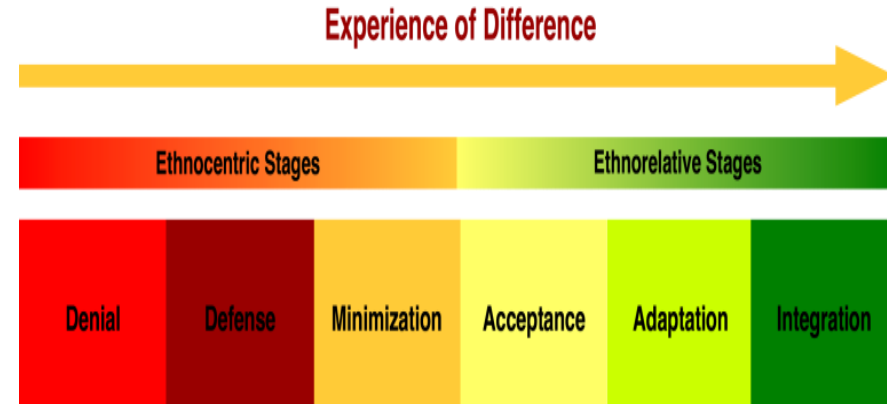 Experience of Difference
Ethnocentric Stages Ethnorelative Stages
Denial Defense Minimization Acceptance Adaptation Integration